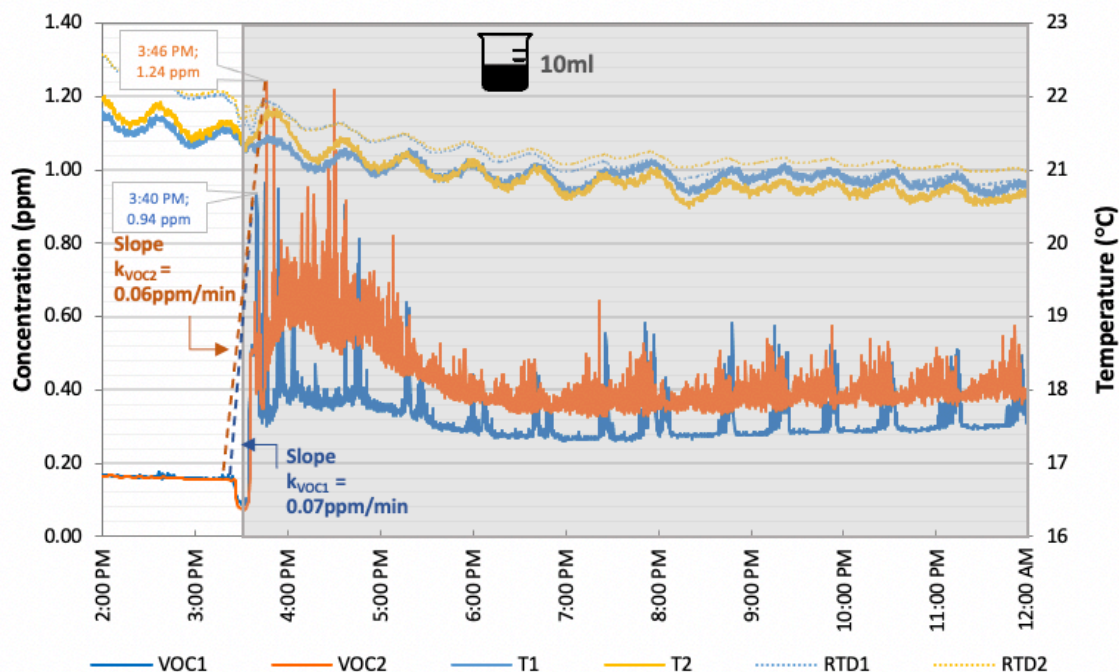 1.40
1.20
1.00
0.80
0.60
0.40
0.20
0.00
Concentration (ppm)
3:46 PM;
1.24 ppm
3:40 PM;
0.94 ppm
Slope
kVOC2 =
0.06ppm/min
Slope
kVOC1 =
0.07ppm/min
10ml
23
22
21
20
19
18
17
16
Temperature (°C)
2:00 PM
3:00 PM
4:00 PM
5:00 PM
6:00 PM
7:00 PM
8:00 PM
9:00 PM
10:00 PM
11:00 PM
12:00 AM
VOC1
VOC2
T1
T2
RTD1
RTD2